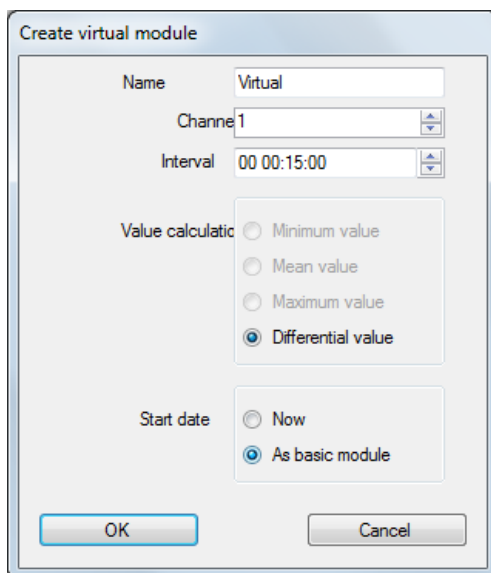 Create virtual module
Name Virtual
Channe 1
Interval 00 00:15:00
Value calculatic Minimum value
Mean value
Maximum value
Differential value
Start date Now
As basic module
OK Cancel